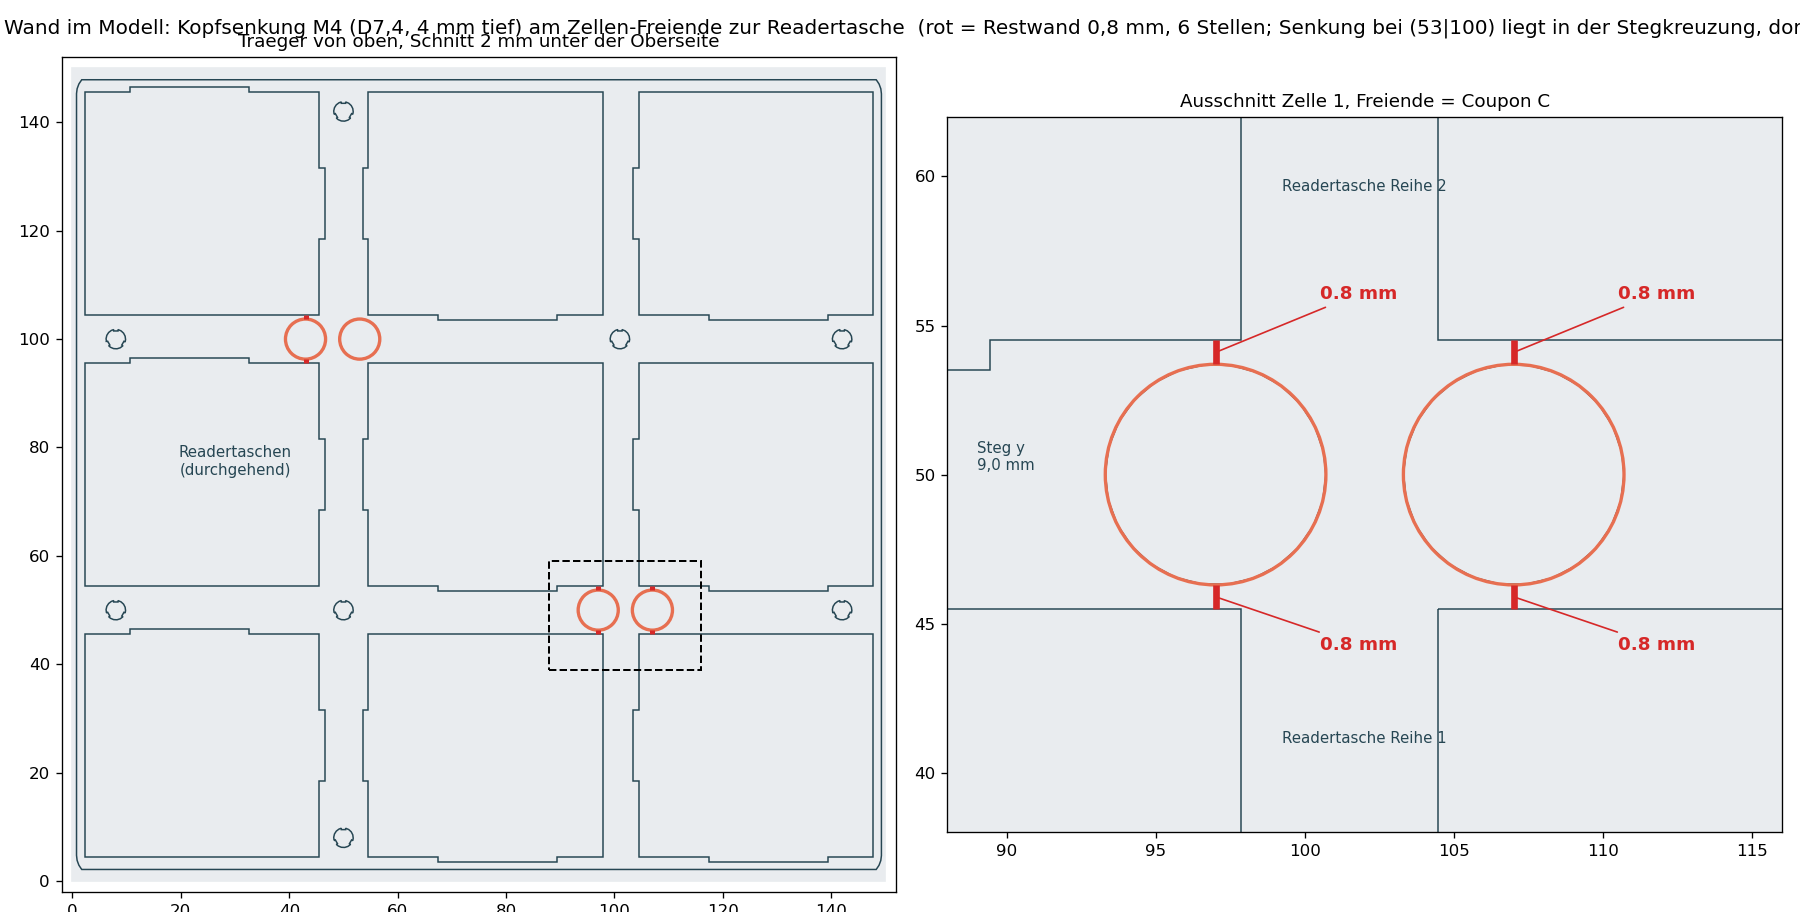 Wand im Modell: Kopfsenkung M4 (D7,4, 4 mm tief) am Zellen-Freiende zur Readertasche  (rot = Restwand 0,8 mm, 6 Stellen; Senkung bei (53|100) liegt in der Stegkreuzung,
Traeger von oben, Schnitt 2 mm unter der Oberseite
140
120
100
80
60
40
20
0
Readertaschen
(durchgehend)
0
20
40
60
80
100
120
140
Ausschnitt Zelle 1, Freiende = Coupon C
60
55
50
45
40
Readertasche Reihe 2
0.8 mm
0.8 mm
Steg y
9,0 mm
0.8 mm
0.8 mm
Readertasche Reihe 1
90
95
100
105
110
115